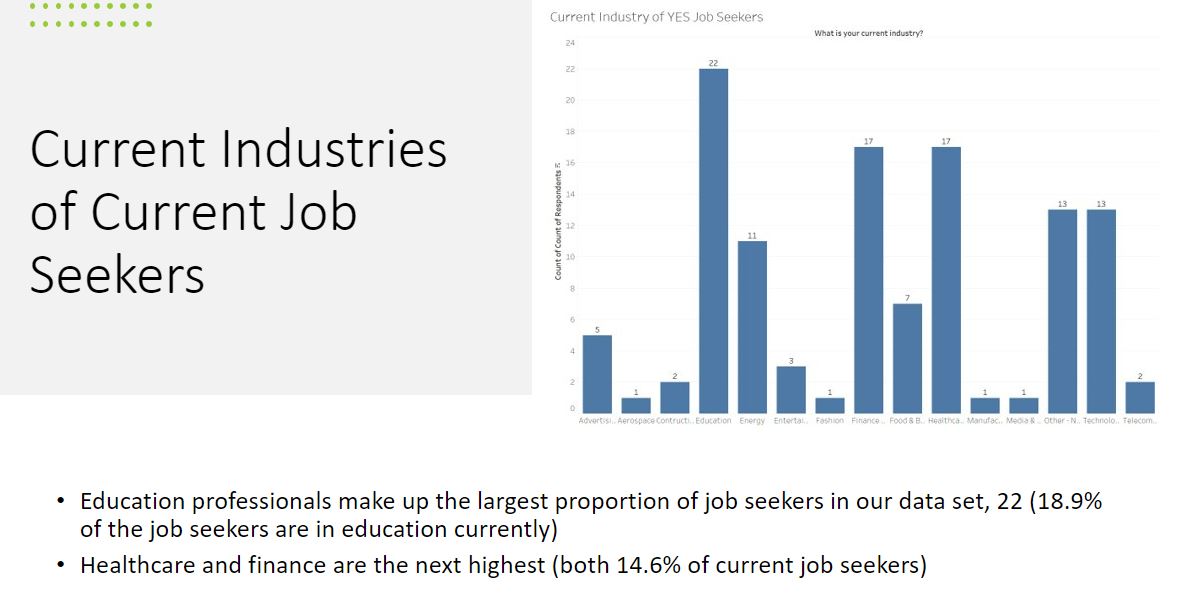 Current Industries
of Current Job
Seekers
Current Industry of YES Job Seekers
What is your current industry?
Count of Count of Respondents
24
22
20
18
16
14
12
10
8
6
4
2
0
5
1
2
22
11
3
1
17
7
17
1
1
13
13
2
Advertisi.. Aerospace Contructi.. Education Energy Entertai.. Fashion Finance .. Food & B.. Healthca.. Manufac.. Media & .. Other - N.. Technolo.. Telecom..
• Education professionals make up the largest proportion of job seekers in our data set, 22 (18.9%
of the job seekers are in education currently)
• Healthcare and finance are the next highest (both 14.6% of current job seekers)